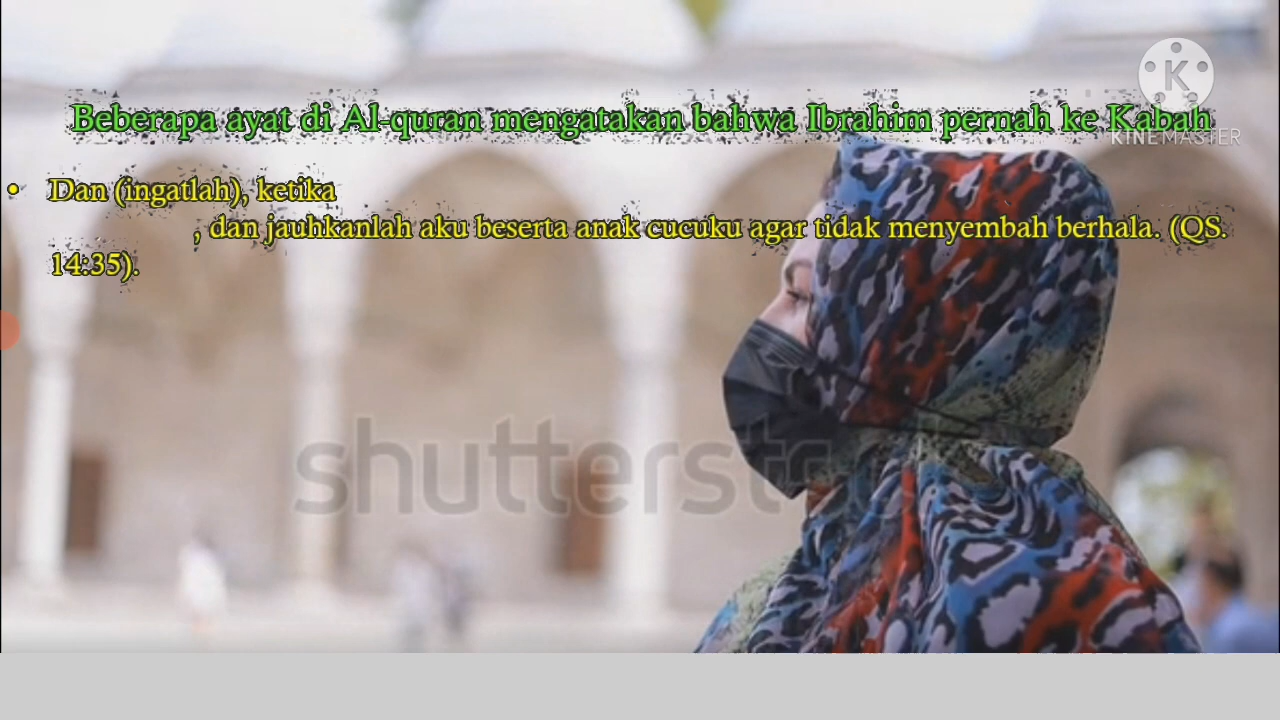 K
KINEMASTER
Beberapa ayat di Al-quran mengatakan bahwa Ibrahim pernah ke Kabah
• Dan (ingatlah), ketika
, dan jauhkanlah aku beserta anak cucuku agar tidak menyembah berhala. (QS.
14:35).
shutterst